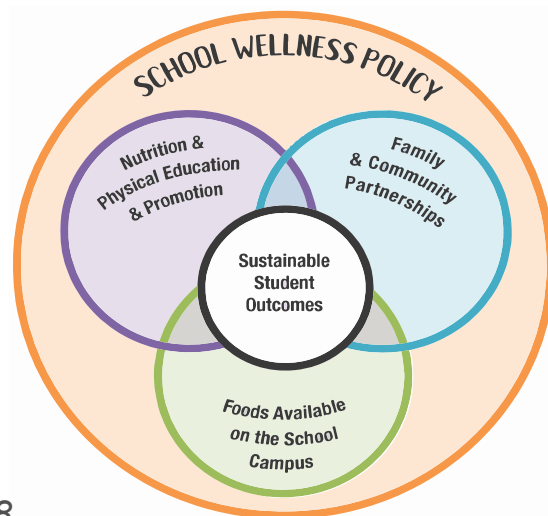 SCHOOL WELLNESS POLICY
Nutrition &
Physical Education
& Promotion
Family
& Community
Partnerships
Sustainable
Student
Outcomes
Foods Available
on the School
Campus
8